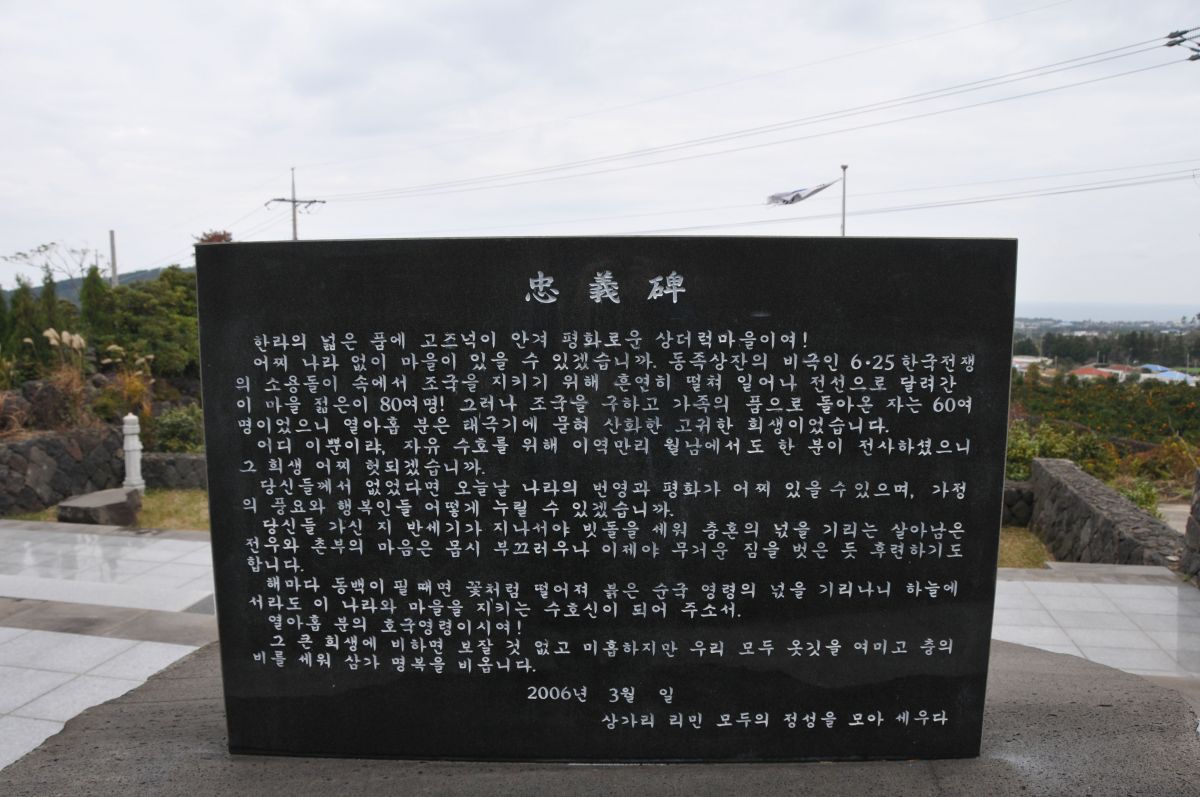 忠義碑
한라의 넓은 품에 고즈넉이 안겨 평화로운 상더럭마을이여!
어찌 나라 없이 마을이 있을 수 있겠습니까. 동족상잔의 비극인 6·25 한국전쟁
의 소용돌이 속에서 조국을 지키기 위해 흔연히 떨쳐 일어나 전선으로 달려간
이 마을 젊은이 80여명! 그러나 조국을 구하고 가족의 품으로 돌아온 자는 60여
명이었으니 열아홉 분은 태극기에 묻혀 산화한 고귀한 희생이었습니다.
어디 이뿐이랴, 자유 수호를 위해 이역만리 월남에서도 한 분이 전사하셨으니
그 희생 어찌 헛되겠습니까.
당신들께서 없었다면 오늘날 나라의 번영과 평화가 어찌 있을 수 있으며, 가정
의 풍요와 행복인들 어떻게 누릴 수 있겠습니까.
당신들 가신 지 반세기가 지나서야 빗돌을 세워 충혼의 넋을 기리는 살아남은
전우와 촌부의 마음은 몹시 부끄러우나 이제야 무거운 짐을 벗은 듯 후련하기도
합니다.
해마다 동백이 필 때면 꽃처럼 떨어져 붉은 순국 영령의 넋을 기리나니 하늘에
서라도 이 나라와 마을을 지키는 수호신이 되어 주소서.
열아홉 분의 호국영령이시여!
그 큰 희생에 비하면 보잘 것 없고 미흡하지만 우리 모두 옷깃을 여미고 충의
비를 세워 삼가 명복을 비옵니다.
2006년 3월 일
상가리 리민 모두의 정성을 모아 세우다